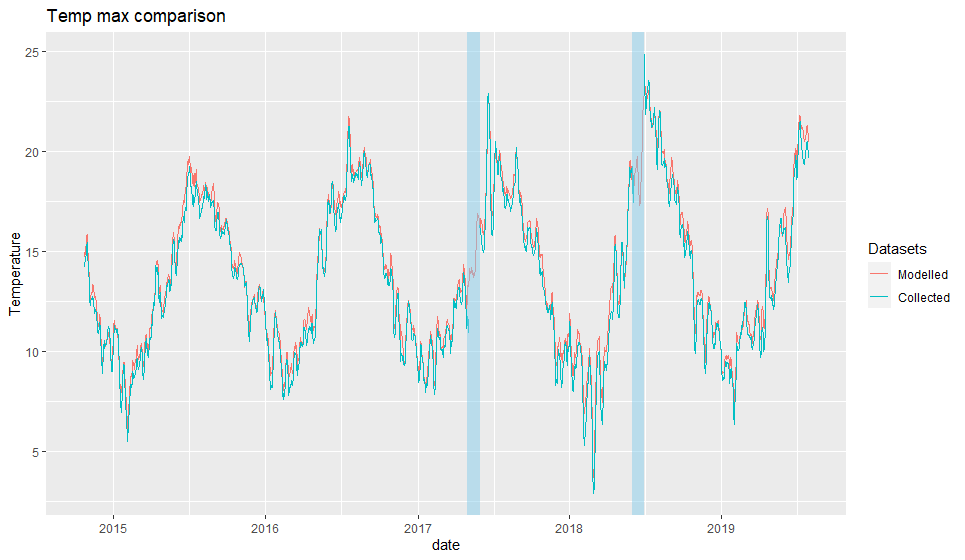 Temp max comparison
25
20
15
10
5
Temperature
2015
2016
2017
2018
2019
date
Datasets
Modelled
Collected